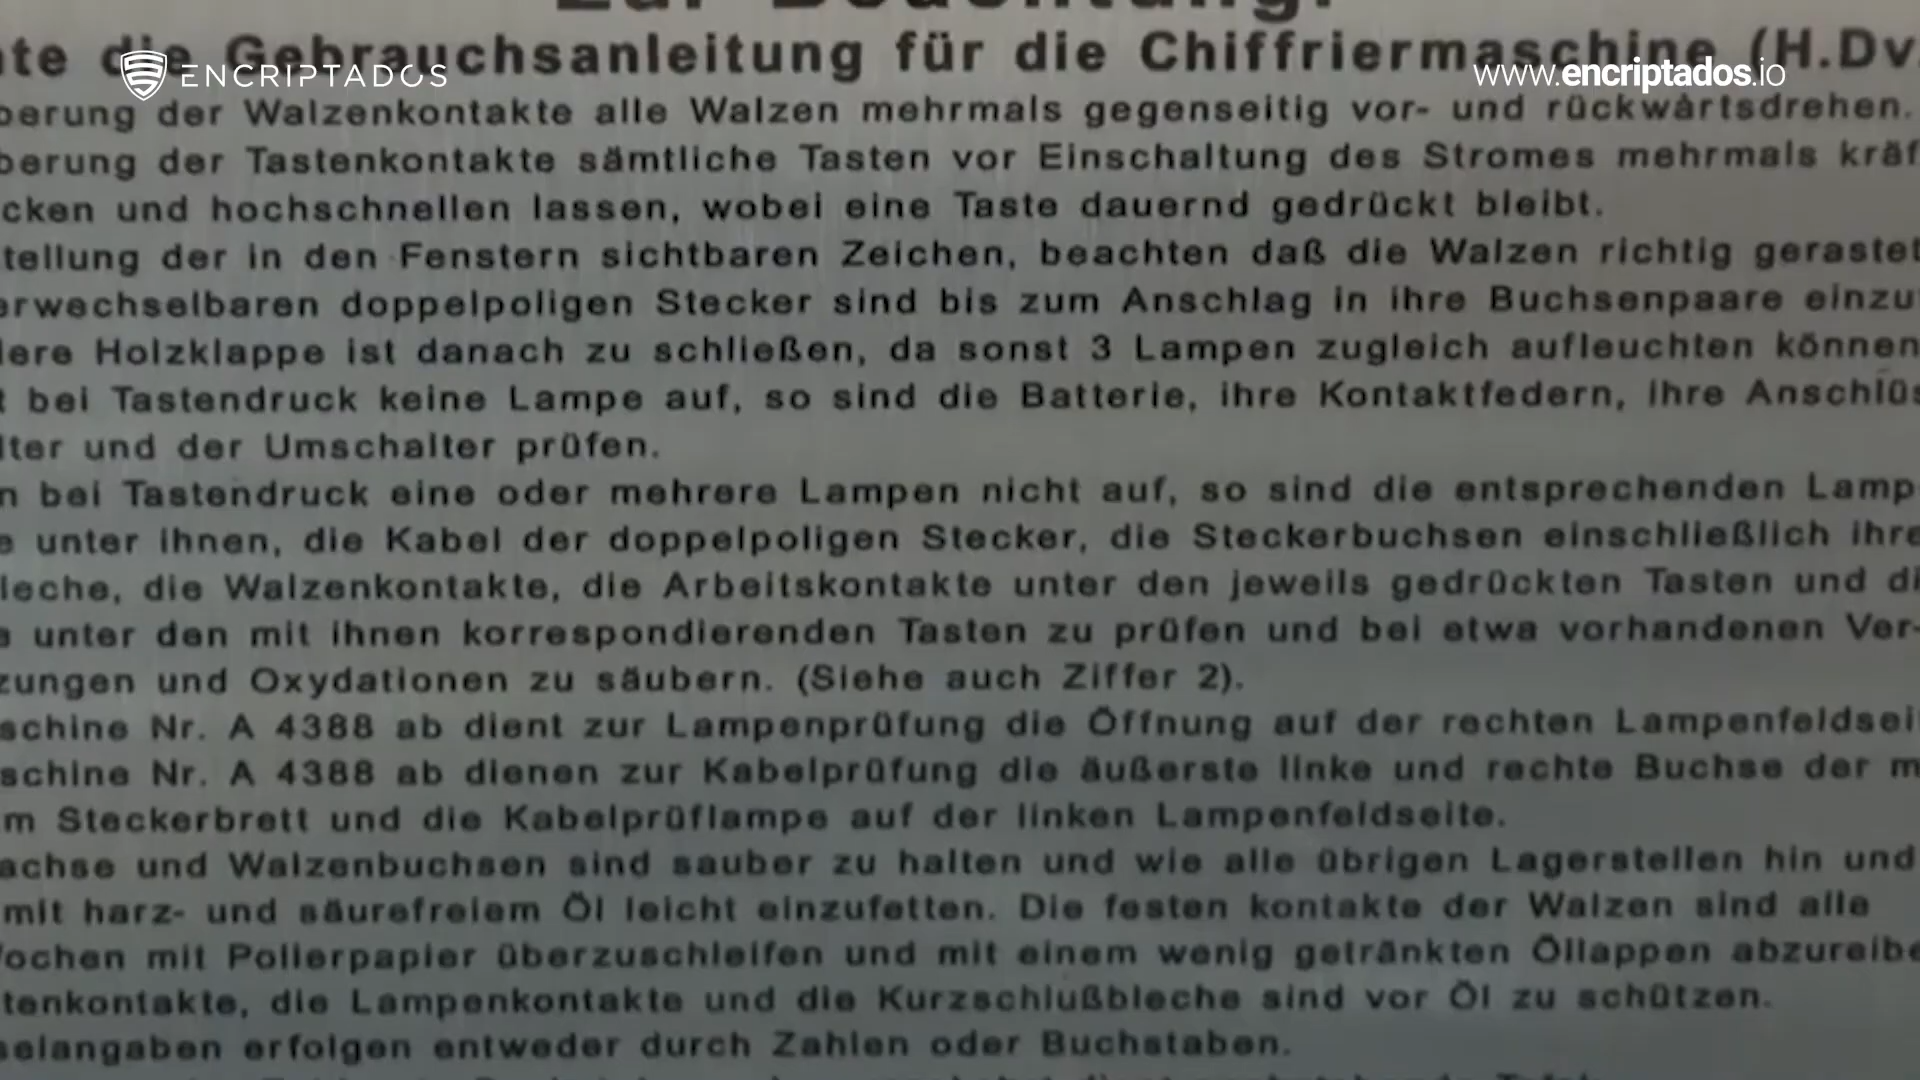 Zur Beachtung!
die Gebrauchsanleitung für die Chiffriermaschine (H.Dv.
ENCRIPTADOS
www.encriptados.io
berung der Walzenkontakte alle Walzen mehrmals gegenseitig vor- und rückwärtsdrehen.
berung der Tastenkontakte sämtliche Tasten vor Einschaltung des Stromes mehrmals kräf
cken und hochschnellen lassen, wobei eine Taste dauernd gedrückt bleibt.
tellung der in den Fenstern sichtbaren Zeichen, beachten daß die Walzen richtig gerastet
erwechselbaren doppelpoligen Stecker sind bis zum Anschlag in ihre Buchsenpaare einzu
dere Holzklappe ist danach zu schließen, da sonst 3 Lampen zugleich aufleuchten können
t bei Tastendruck keine Lampe auf, so sind die Batterie, ihre Kontaktfedern, ihre Anschlüs
lter und der Umschalter prüfen.
n bei Tastendruck eine oder mehrere Lampen nicht auf, so sind die entsprechenden Lamp
e unter ihnen, die Kabel der doppelpoligen Stecker, die Steckerbuchsen einschließlich ihre
leche, die Walzenkontakte, die Arbeitskontakte unter den jeweils gedrückten Tasten und di
e unter den mit ihnen korrespondierenden Tasten zu prüfen und bei etwa vorhandenen Ver-
zungen und Oxydationen zu säubern. (Siehe auch Ziffer 2).
schine Nr. A 4388 ab dient zur Lampenprüfung die Öffnung auf der rechten Lampenfeldsei
schine Nr. A 4388 ab dienen zur Kabelprüfung die äußerste linke und rechte Buchse der m
m Steckerbrett und die Kabelprüflampe auf der linken Lampenfeldseite.
achse und Walzenbuchsen sind sauber zu halten und wie alle übrigen Lagerstellen hin und
mit harz- und säurefreiem Öl leicht einzufetten. Die festen kontakte der Walzen sind alle
ochen mit Polierpapier überzuschleifen und mit einem wenig getränkten Öllappen abzureibe
tenkontakte, die Lampenkontakte und die Kurzschlußbleche sind vor Öl zu schützen.
selangaben erfolgen entweder durch Zahlen oder Buchstaben.